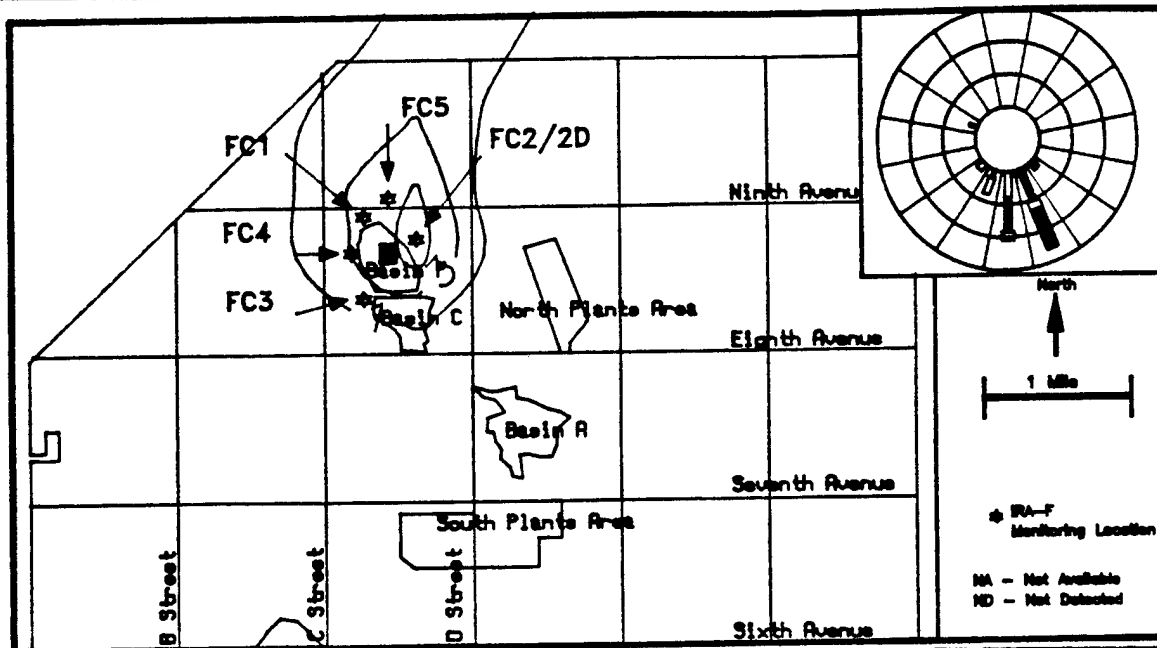 FC5
FC1
FC2/2D
Ninth Avenue
FC4
Basin F
North
FC3
Basin C
North Plants Area
Eighth Avenue
1 Mile
Basin A
Seventh Avenue
South Plants Area
IRA-F
Monitoring Location
NA - Not Available
ND - Not Detected
B Street
C Street
D Street
Sixth Avenue